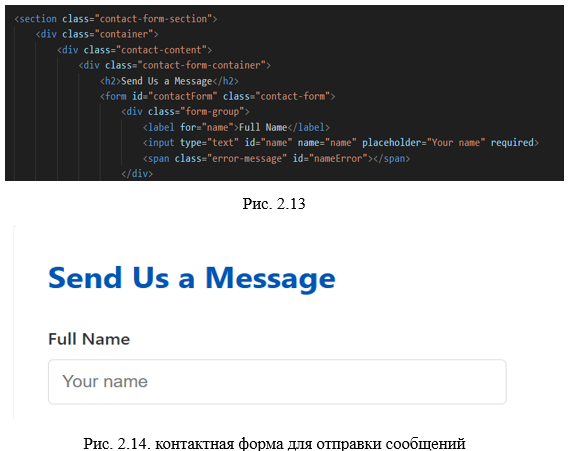 <section class="contact-form-section">
<div class="container">
<div class="contact-content">
<div class="contact-form-container">
<h2>Send Us a Message</h2>
<form id="contactForm" class="contact-form">
<div class="form-group">
<label for="name">Full Name</label>
<input type="text" id="name" name="name" placeholder="Your name" required>
<span class="error-message" id="nameError"></span>
</div>
Рис. 2.13
Send Us a Message
Full Name
Your name
Рис. 2.14. контактная форма для отправки сообщений